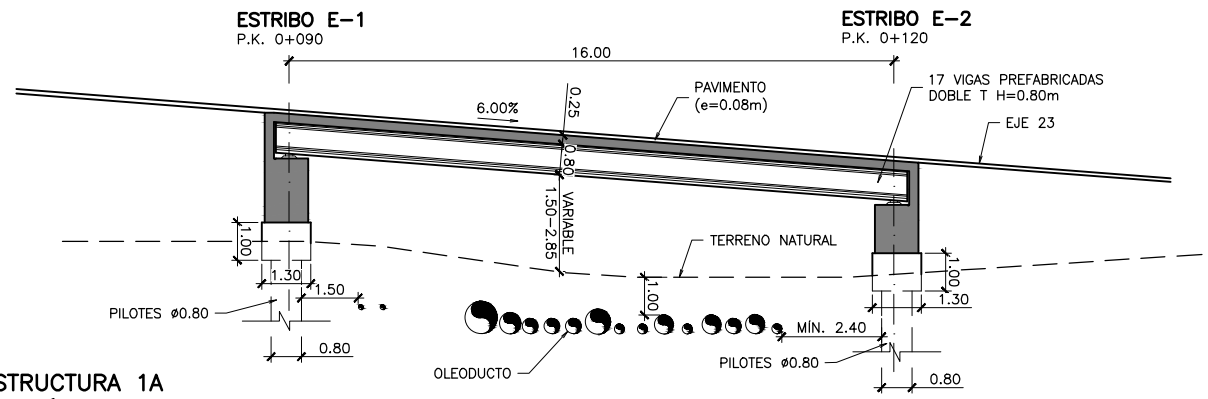 ESTRIBO E-1
P.K. 0+090
ESTRIBO E-2
P.K. 0+120
16.00
17 VIGAS PREFABRICADAS
DOBLE T H=0.80m
PAVIMENTO
(e=0.08m)
6.00%
0.25
EJE 23
0.80
VARIABLE
1.50-2.85
TERRENO NATURAL
1.00
1.30
1.50
1.00
1.00
1.30
PILOTES ø0.80
MÍN. 2.40
0.80
OLEODUCTO
PILOTES ø0.80
0.80
STRUCTURA 1A